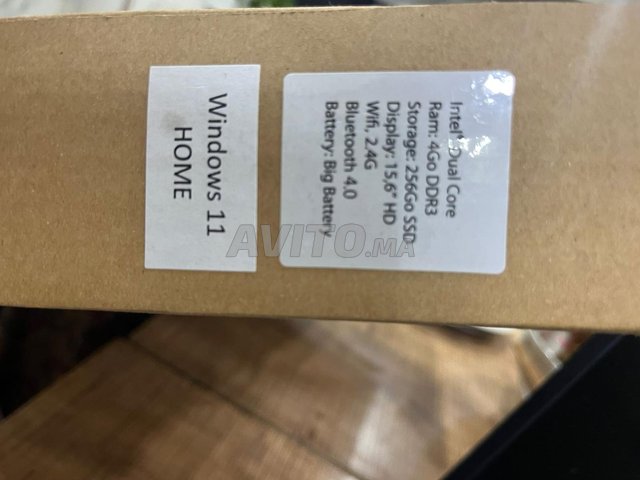 Intel® Dual Core
Ram: 4Go DDR3
Storage: 256Go SSD
Display: 15,6" HD
Wifi, 2.4G
Bluetooth 4,0
Battery: Big Battery
Windows 11
HOME
AVITO.MA